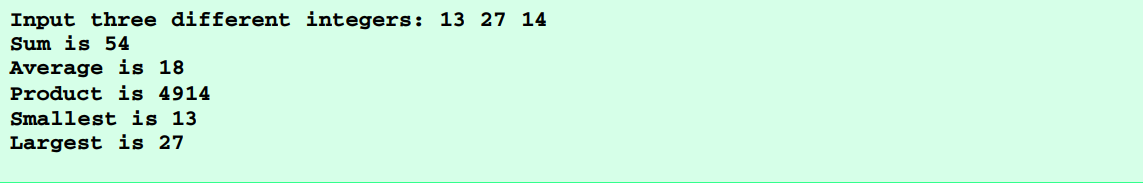 Input three different integers: 13 27 14
Sum is 54
Average is 18
Product is 4914
Smallest is 13
Largest is 27